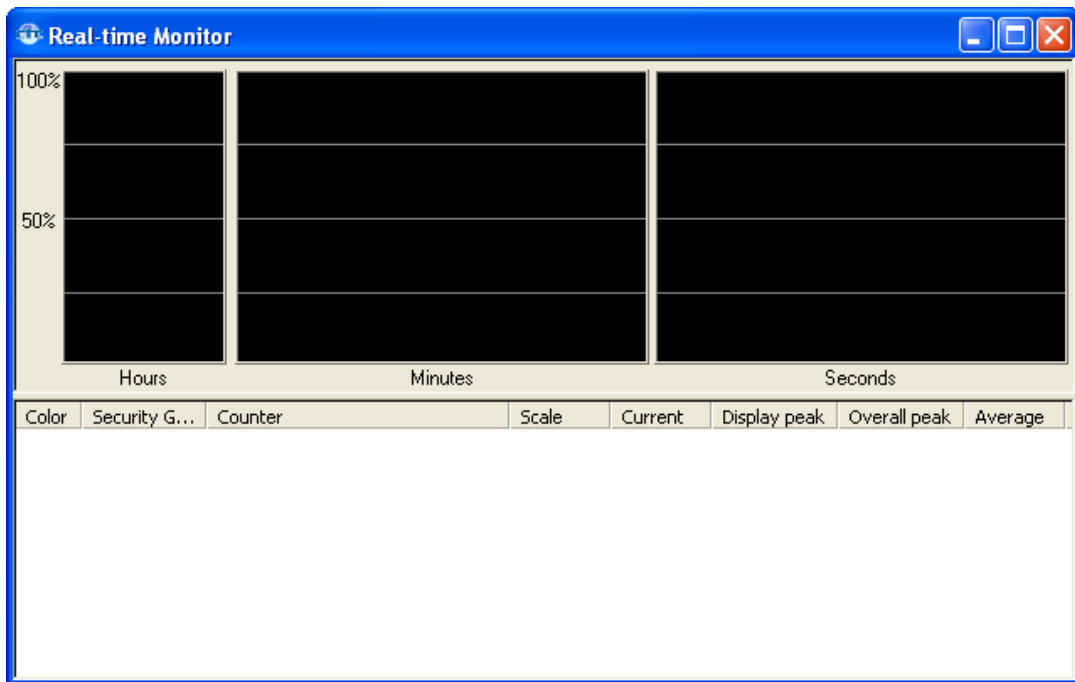 Real-time Monitor
100%
50%
Hours Minutes Seconds
Color Security G... Counter Scale Current Display peak Overall peak Average